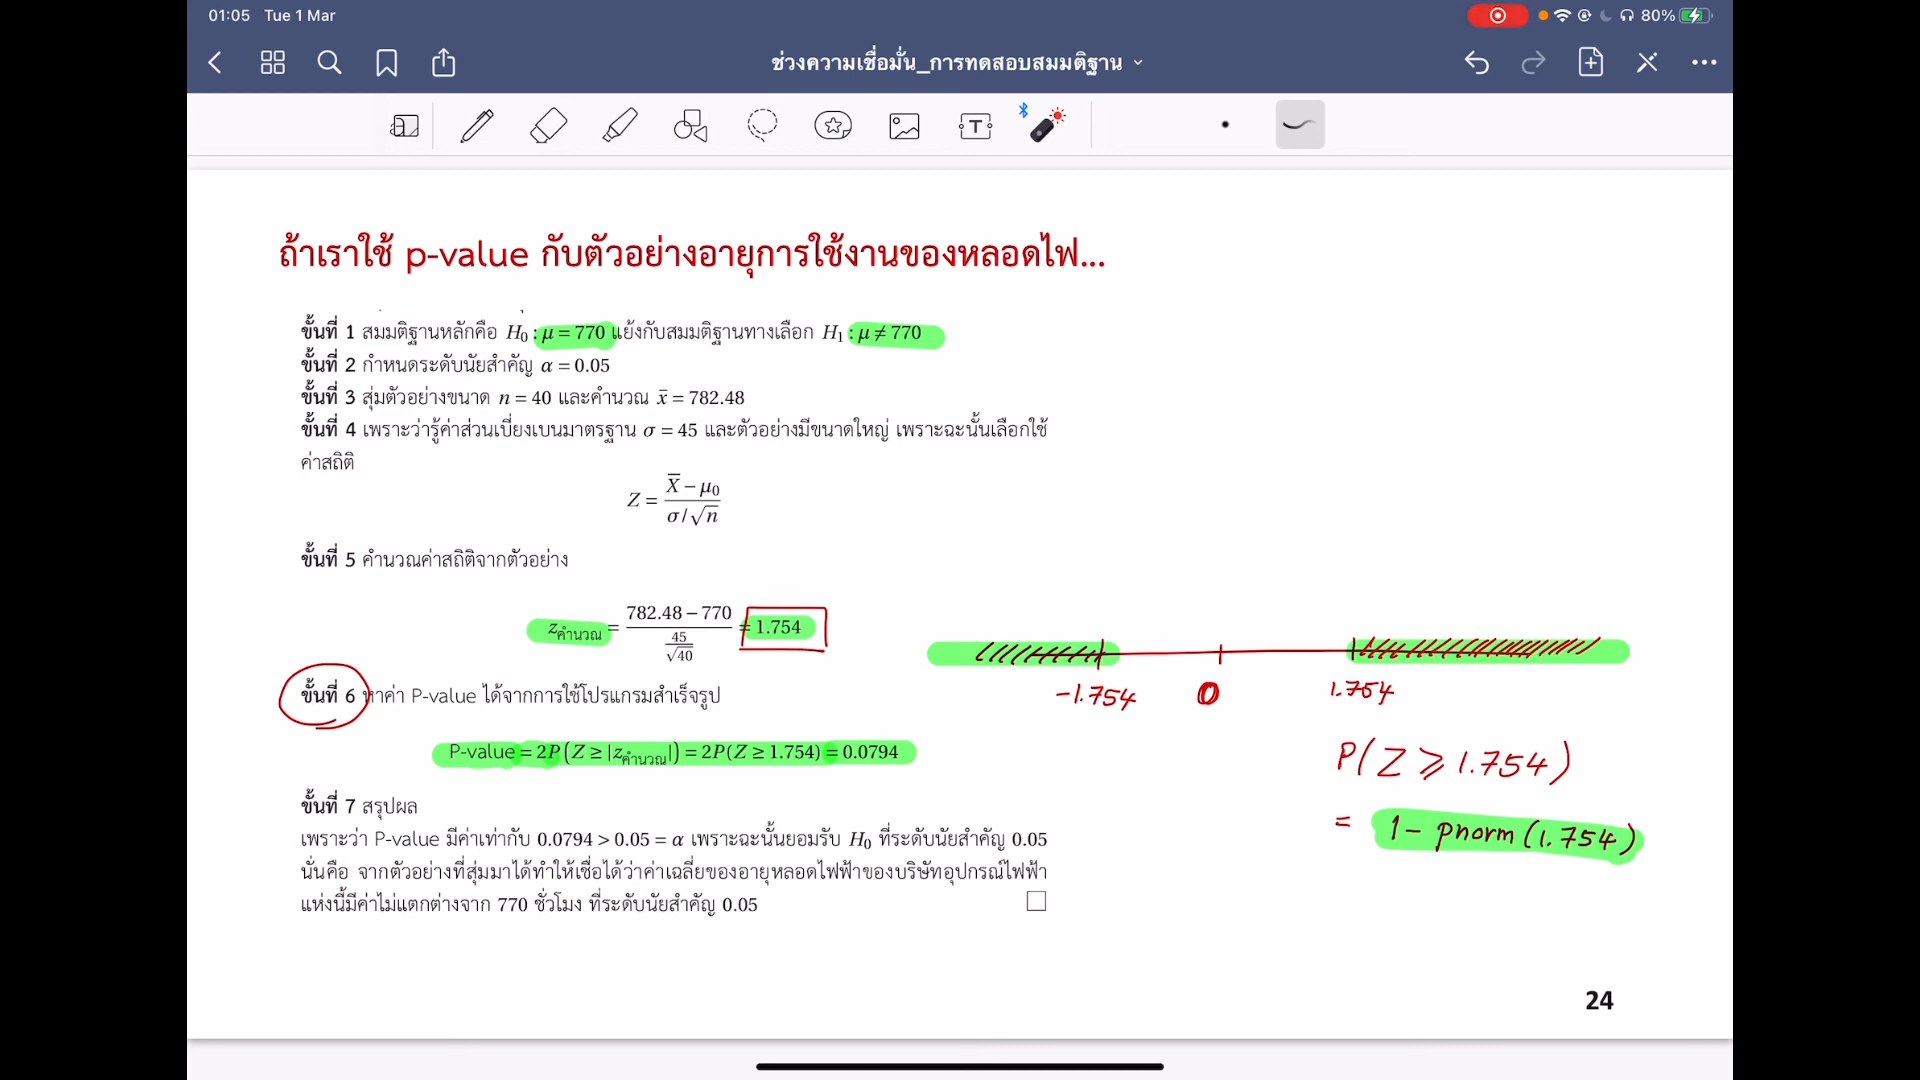 01:05 Tue 1 Mar 80%
ช่วงความเชื่อมั่น_การทดสอบสมมติฐาน
ถ้าเราใช้ p-value กับตัวอย่างอายุการใช้งานของหลอดไฟ...
ขั้นที่ 1 สมมติฐานหลักคือ H₀ : μ = 770 แย้งกับสมมติฐานทางเลือก H₁ : μ ≠ 770
ขั้นที่ 2 กำหนดระดับนัยสำคัญ α = 0.05
ขั้นที่ 3 สุ่มตัวอย่างขนาด n = 40 และคำนวณ x̄ = 782.48
ขั้นที่ 4 เพราะว่ารู้ค่าส่วนเบี่ยงเบนมาตรฐาน σ = 45 และตัวอย่างมีขนาดใหญ่ เพราะฉะนั้นเลือกใช้
ค่าสถิติ
Z = (X̄ − μ₀) / (σ/√n)
ขั้นที่ 5 คำนวณค่าสถิติจากตัวอย่าง
zคำนวณ = (782.48 − 770) / (45/√40) = 1.754
−1.754 0 1.754
ขั้นที่ 6 หาค่า P-value ได้จากการใช้โปรแกรมสำเร็จรูป
P-value = 2P(Z ≥ |zคำนวณ|) = 2P(Z ≥ 1.754) = 0.0794
P(Z ≥ 1.754)
= 1 − pnorm(1.754)
ขั้นที่ 7 สรุปผล
เพราะว่า P-value มีค่าเท่ากับ 0.0794 > 0.05 = α เพราะฉะนั้นยอมรับ H₀ ที่ระดับนัยสำคัญ 0.05
นั่นคือ จากตัวอย่างที่สุ่มมาได้ทำให้เชื่อได้ว่าค่าเฉลี่ยของอายุหลอดไฟฟ้าของบริษัทอุปกรณ์ไฟฟ้า
แห่งนี้มีค่าไม่แตกต่างจาก 770 ชั่วโมง ที่ระดับนัยสำคัญ 0.05
24